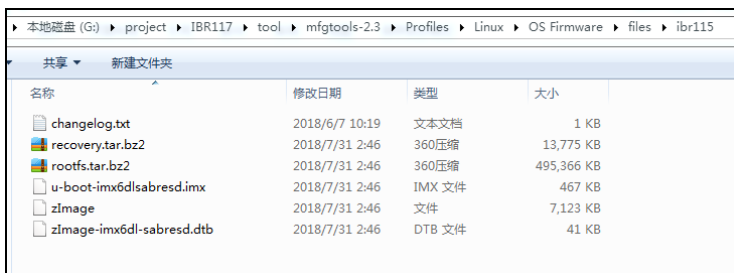 本地磁盘 (G:) ▸ project ▸ IBR117 ▸ tool ▸ mfgtools-2.3 ▸ Profiles ▸ Linux ▸ OS Firmware ▸ files ▸ ibr115
共享 新建文件夹
名称 修改日期 类型 大小
changelog.txt 2018/6/7 10:19 文本文档 1 KB
recovery.tar.bz2 2018/7/31 2:46 360压缩 13,775 KB
rootfs.tar.bz2 2018/7/31 2:46 360压缩 495,366 KB
u-boot-imx6dlsabresd.imx 2018/7/31 2:46 IMX 文件 467 KB
zImage 2018/7/31 2:46 文件 7,123 KB
zImage-imx6dl-sabresd.dtb 2018/7/31 2:46 DTB 文件 41 KB